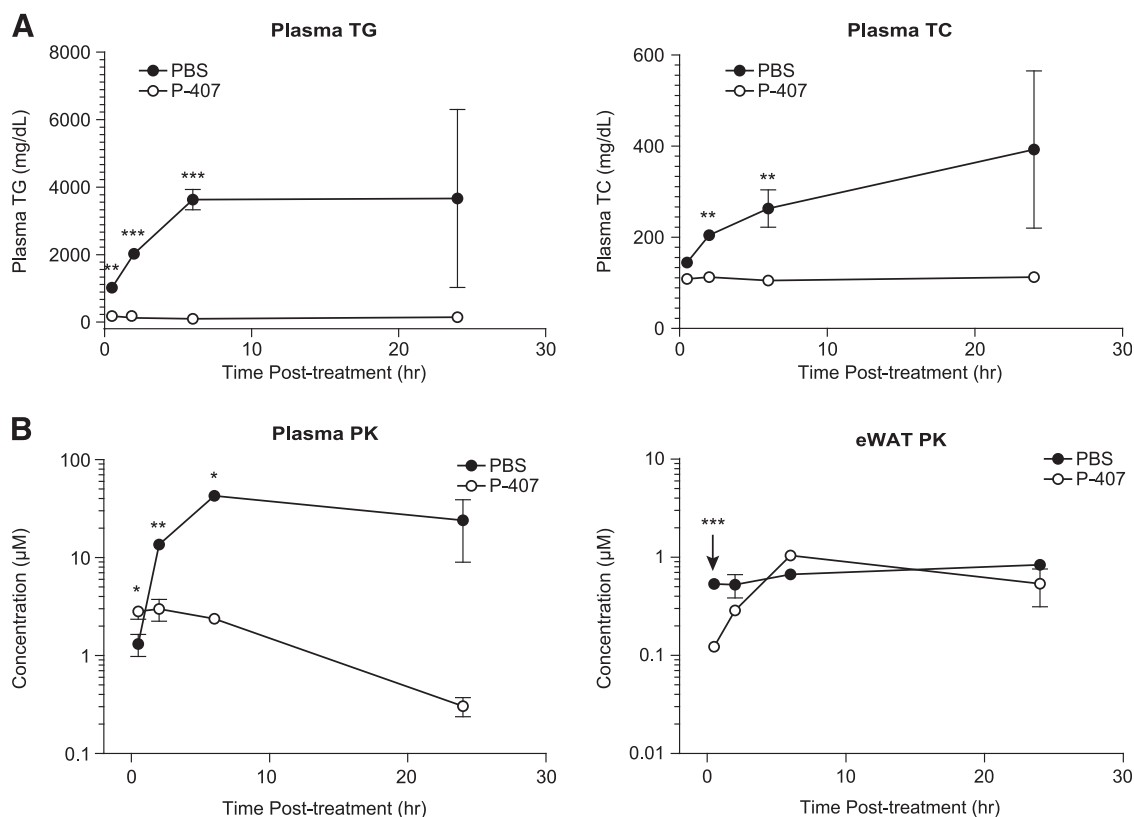 A
Plasma TG
Plasma TG (mg/dL)
8000
6000
4000
2000
0
PBS
P-407
**
***
***
0
10
20
30
Time Post-treatment (hr)
Plasma TC
Plasma TC (mg/dL)
600
400
200
0
PBS
P-407
**
**
0
10
20
30
Time Post-treatment (hr)
B
Plasma PK
Concentration (µM)
100
10
1
0.1
PBS
P-407
*
**
*
0
10
20
30
Time Post-treatment (hr)
eWAT PK
Concentration (µM)
10
1
0.1
0.01
PBS
P-407
***
0
10
20
30
Time Post-treatment (hr)